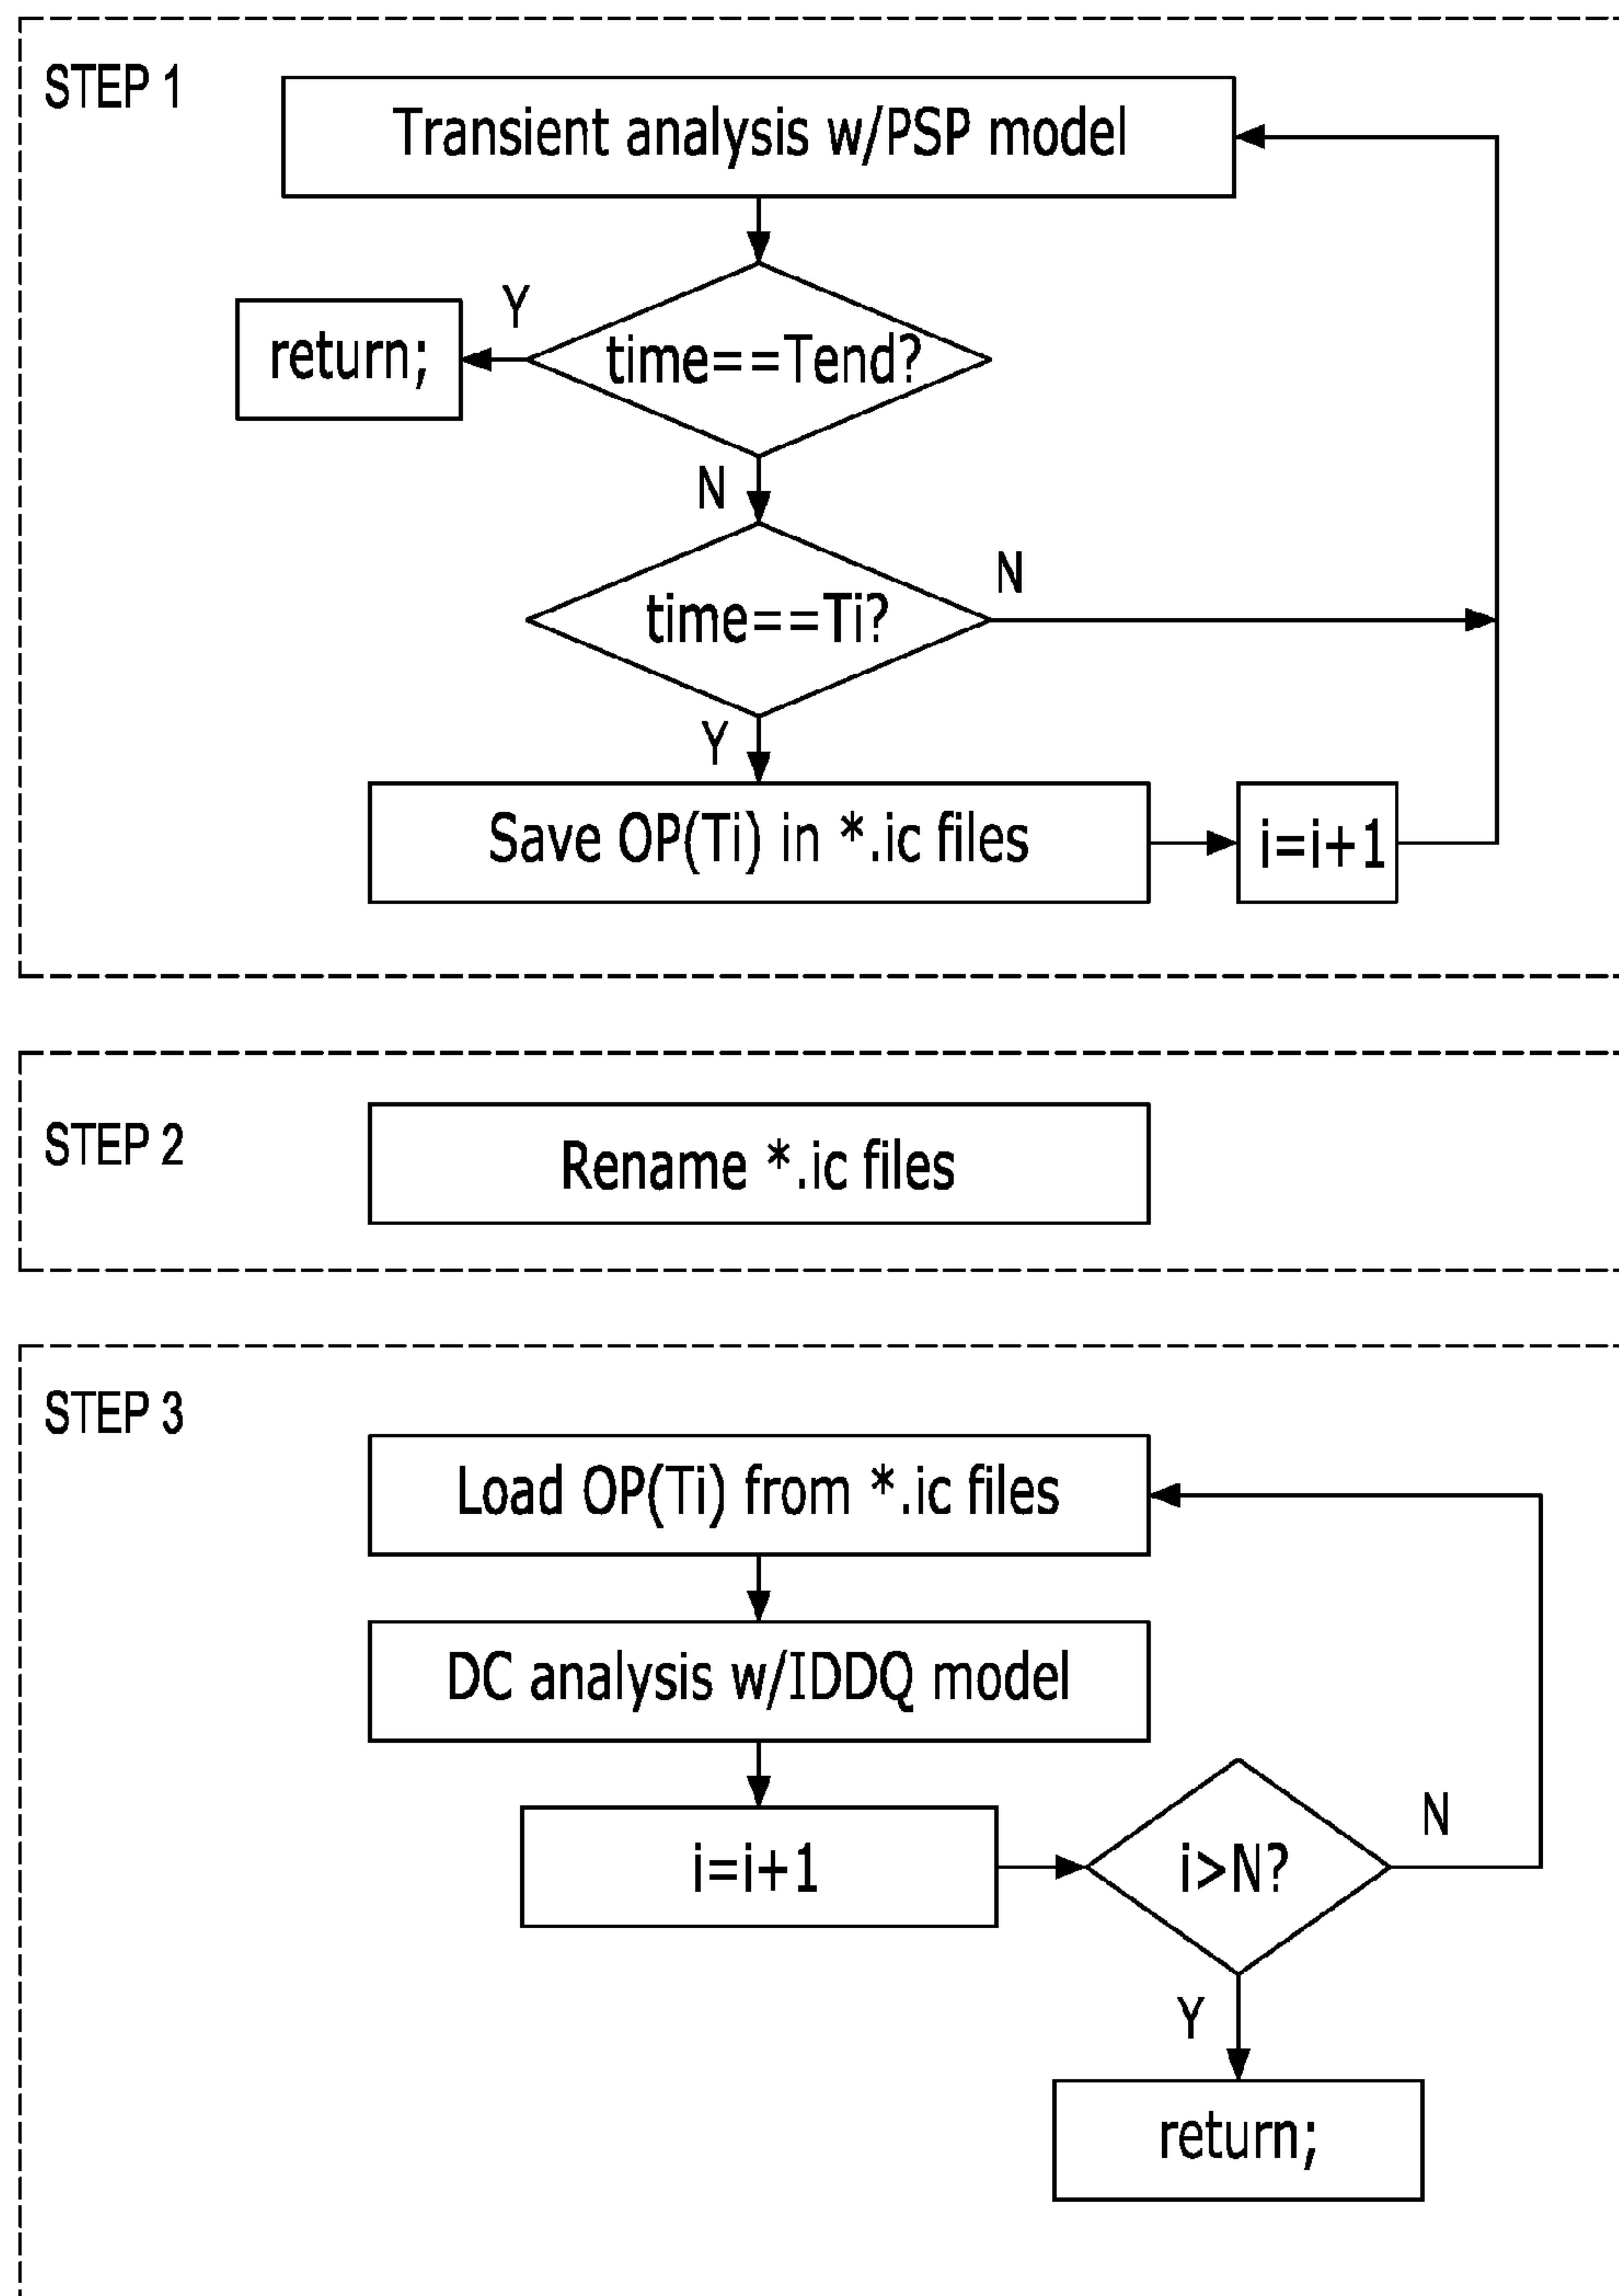 STEP 1
Transient analysis w/PSP model
Y
return;
time==Tend?
N
N
time==Ti?
Y
Save OP(Ti) in *.ic files
i=i+1
STEP 2
Rename *.ic files
STEP 3
Load OP(Ti) from *.ic files
DC analysis w/IDDQ model
N
i=i+1
i>N?
Y
return;